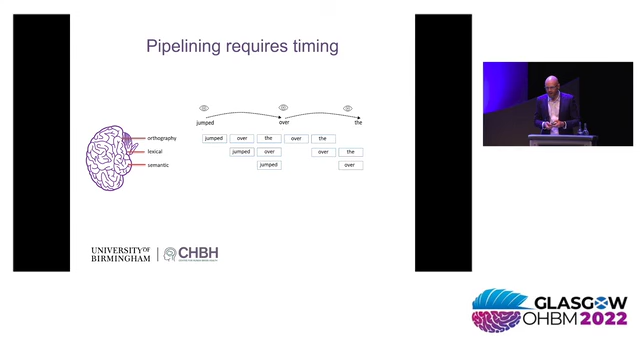 Pipelining requires timing
jumped over the
orthography jumped over the over the
lexical jumped over over the
semantic jumped over
UNIVERSITY OF
BIRMINGHAM
CHBH
GLASGOW
OHBM 2022